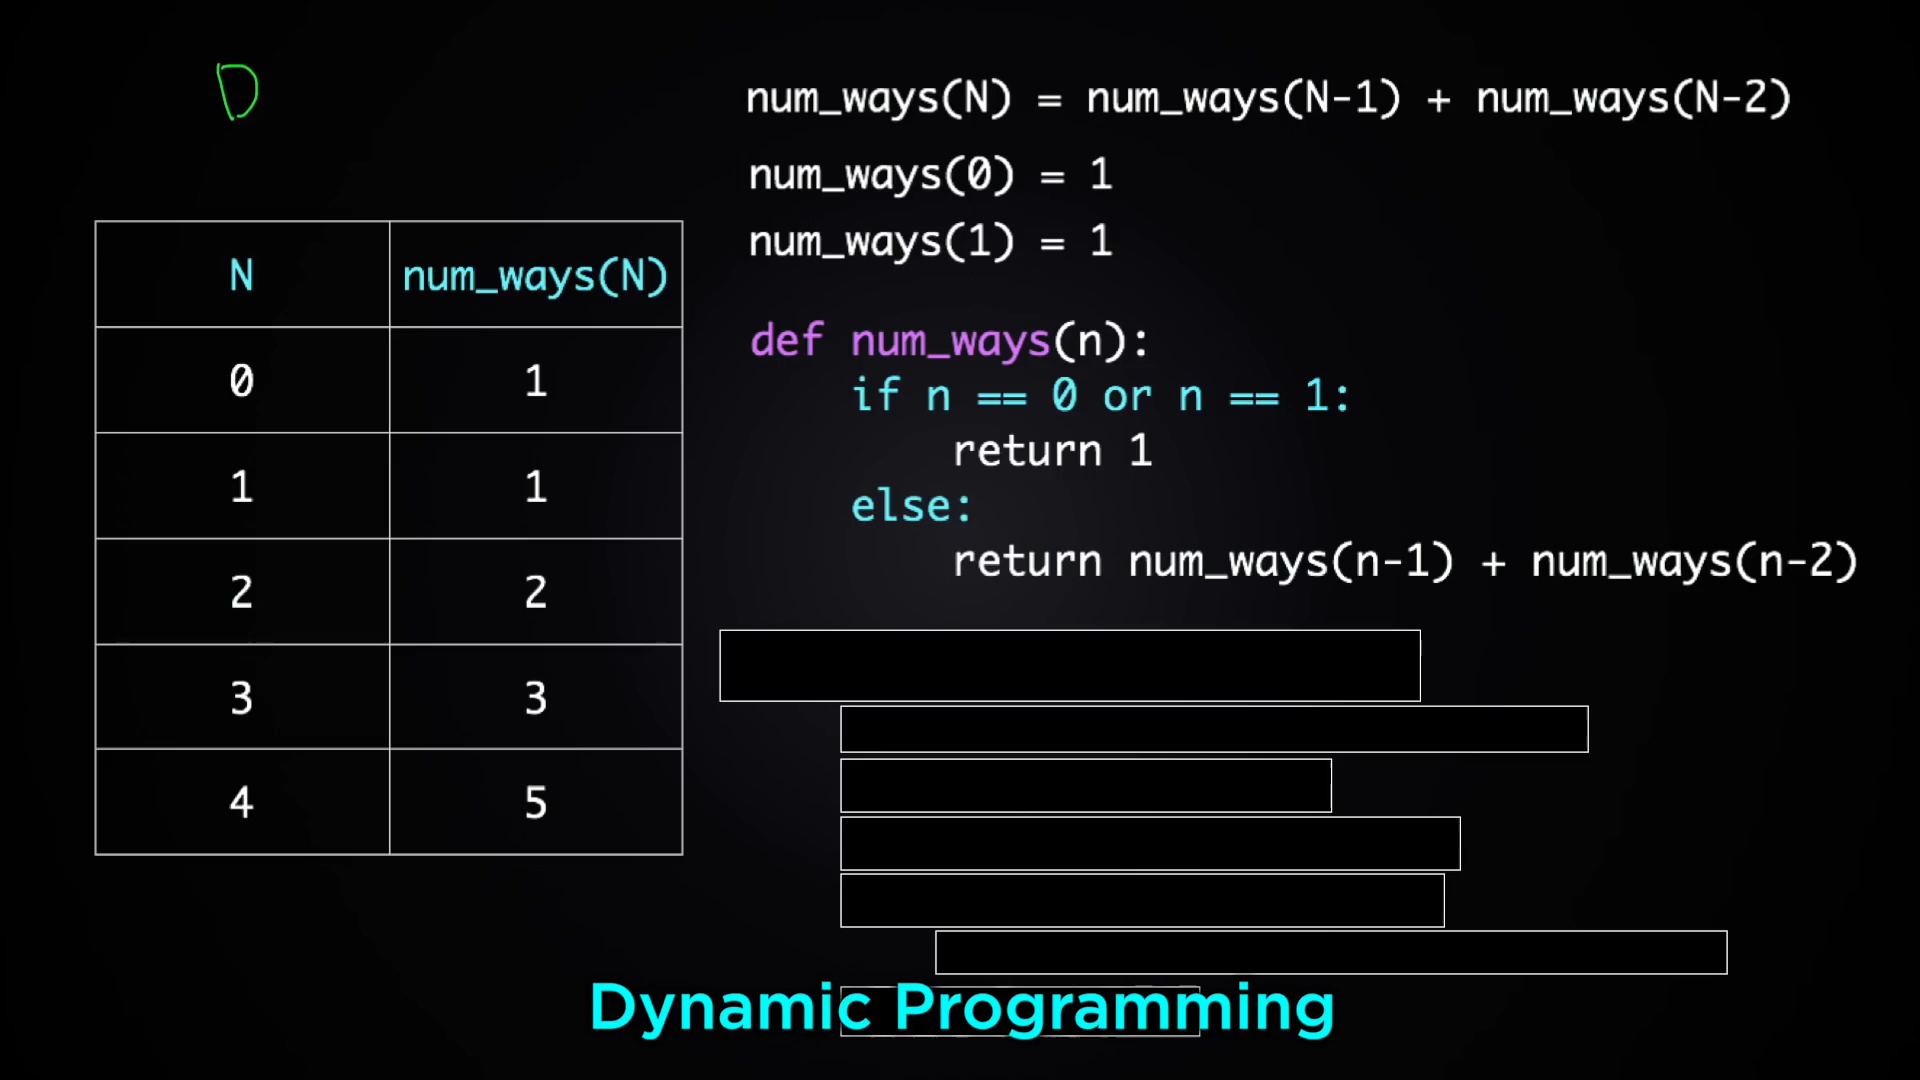 D
num_ways(N) = num_ways(N-1) + num_ways(N-2)
num_ways(0) = 1
num_ways(1) = 1
N num_ways(N)
0 1
1 1
2 2
3 3
4 5
def num_ways(n):
    if n == 0 or n == 1:
        return 1
    else:
        return num_ways(n-1) + num_ways(n-2)
Dynamic Programming